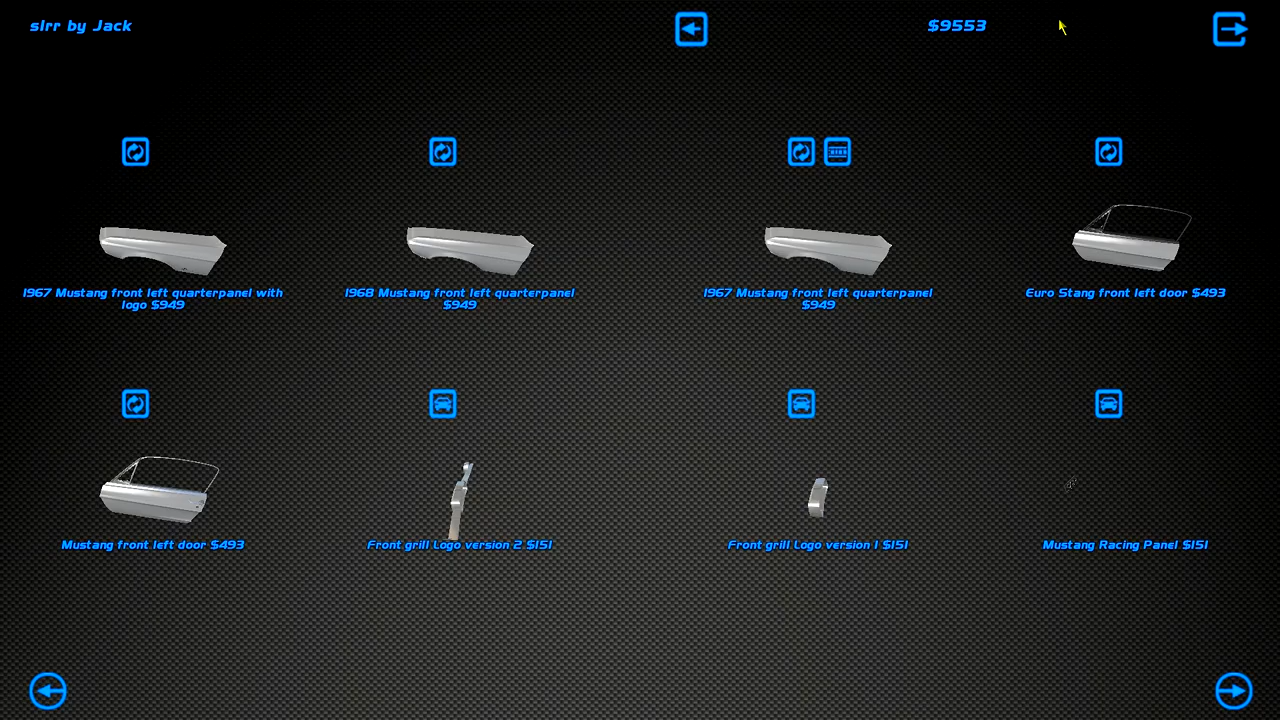 slrr by Jack
$9553
1967 Mustang front left quarterpanel with
logo $949
1968 Mustang front left quarterpanel
$949
1967 Mustang front left quarterpanel
$949
Euro Stang front left door $493
Mustang front left door $493
Front grill Logo version 2 $151
Front grill Logo version 1 $151
Mustang Racing Panel $151